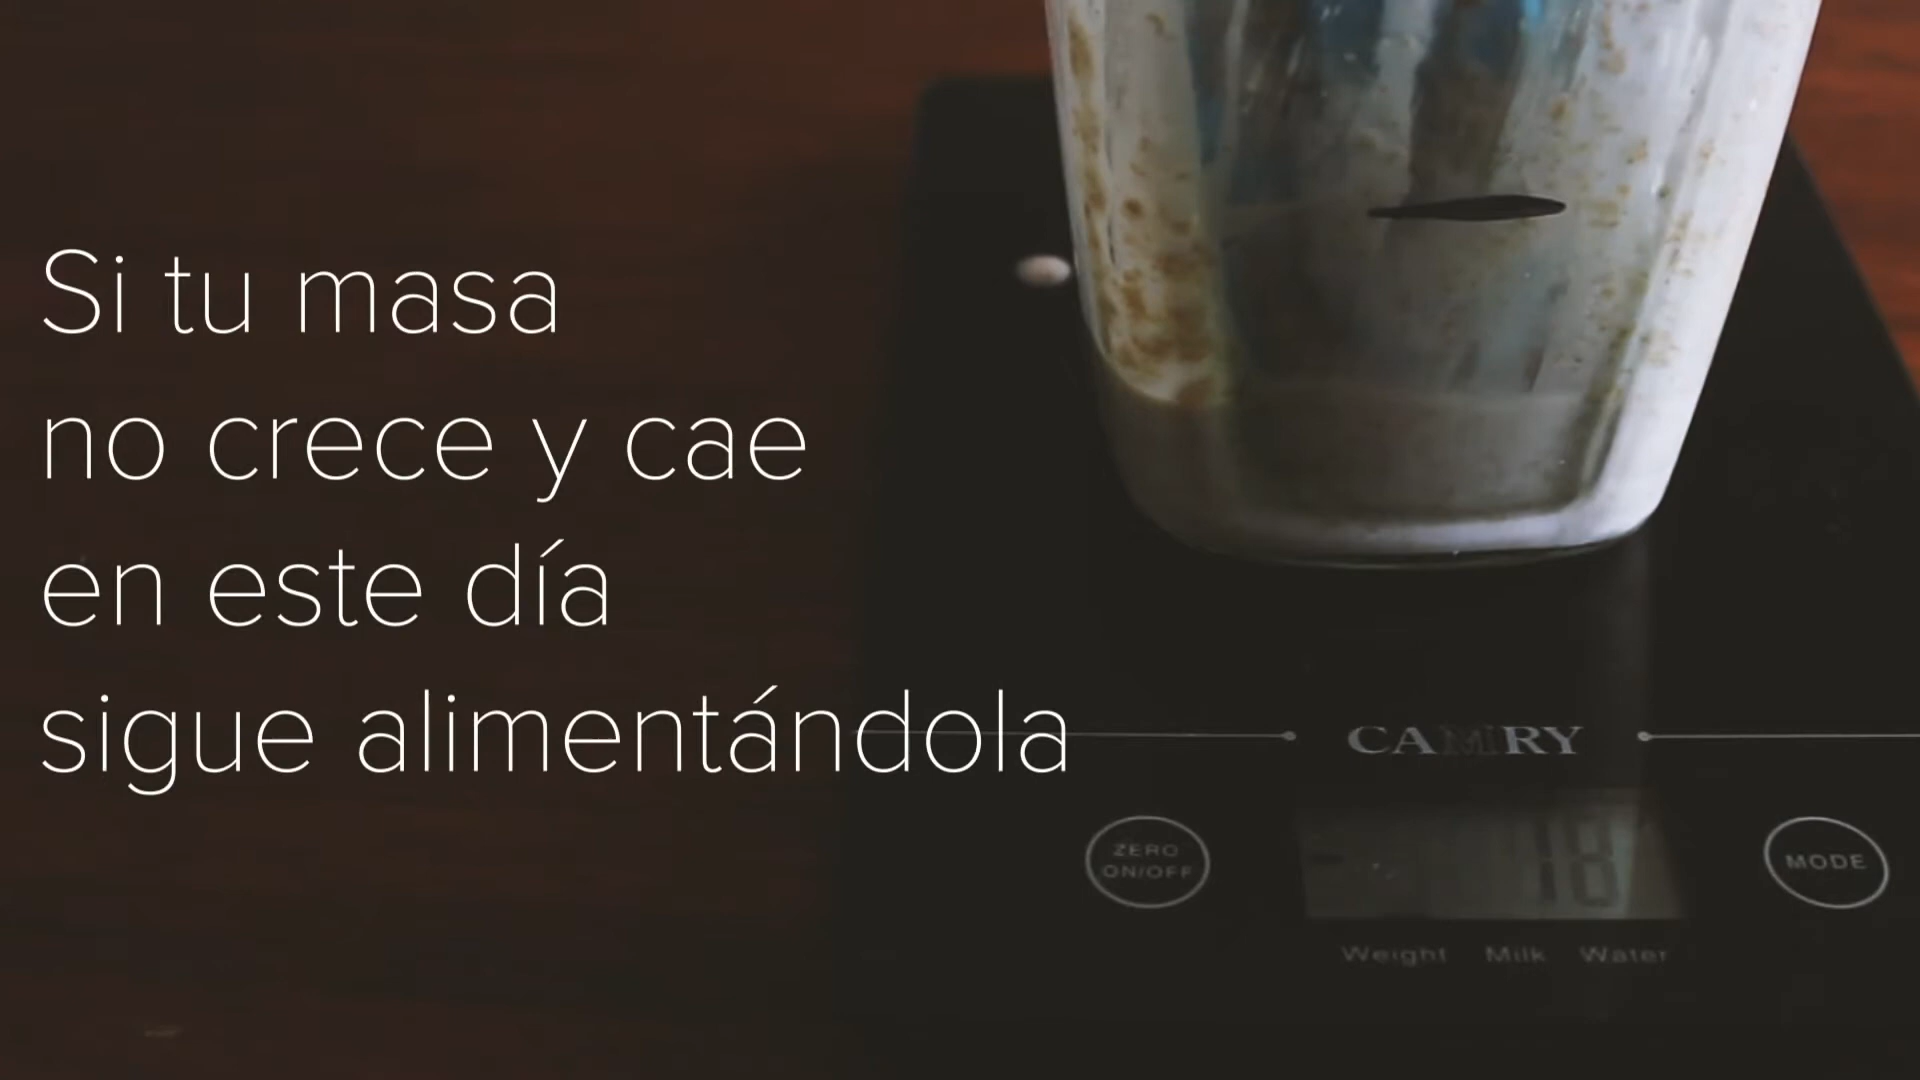 Si tu masa
no crece y cae
en este día
sigue alimentándola
CAMRY
ZERO
ON/OFF
18
MODE
Weight Milk Water